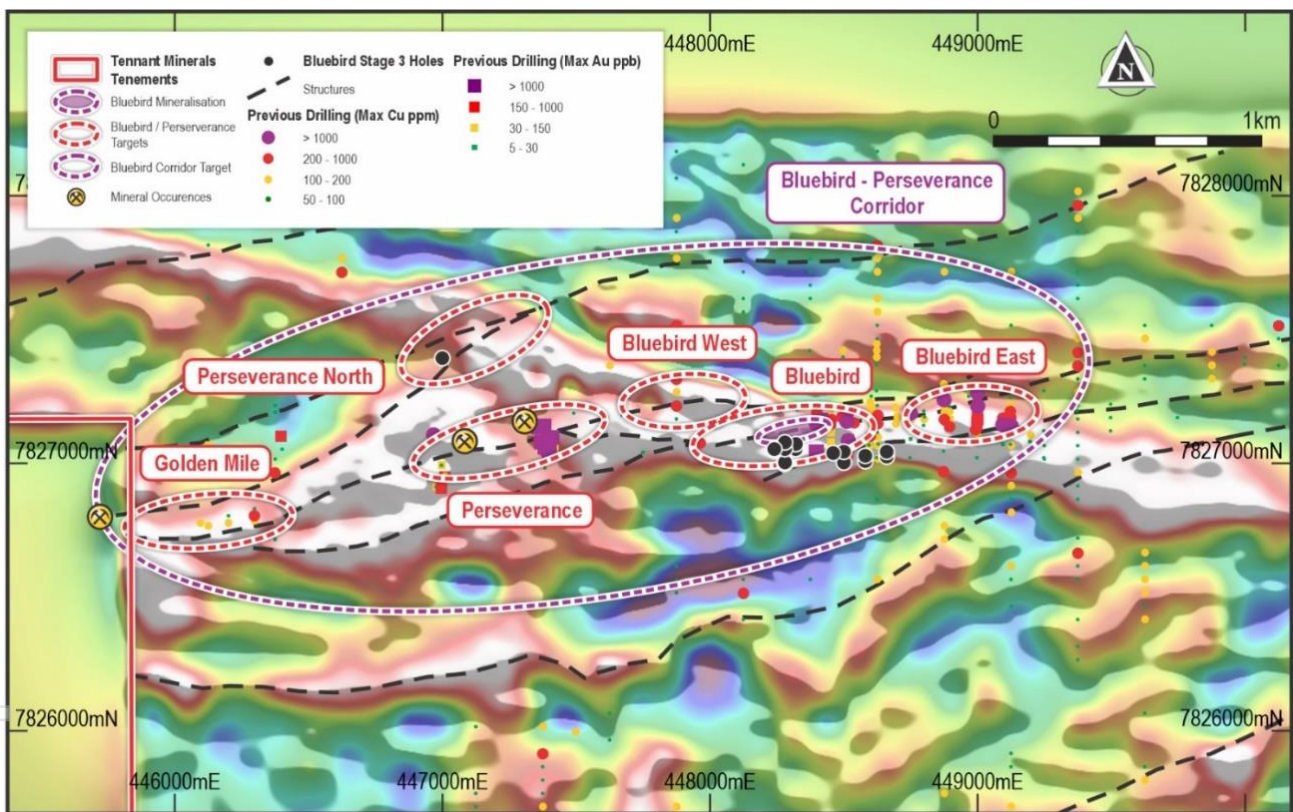 448000mE
449000mE
N
0
1km
Tennant Minerals
Tenements
Bluebird Mineralisation
Bluebird / Perserverance
Targets
Bluebird Corridor Target
Mineral Occurences
Bluebird Stage 3 Holes
Structures
Previous Drilling (Max Cu ppm)
> 1000
200 - 1000
100 - 200
50 - 100
Previous Drilling (Max Au ppb)
> 1000
150 - 1000
30 - 150
5 - 30
7828000mN
Bluebird - Perseverance
Corridor
Bluebird West
Bluebird East
Perseverance North
Bluebird
7827000mN
7827000mN
Golden Mile
Perseverance
7826000mN
7826000mN
446000mE
447000mE
448000mE
449000mE